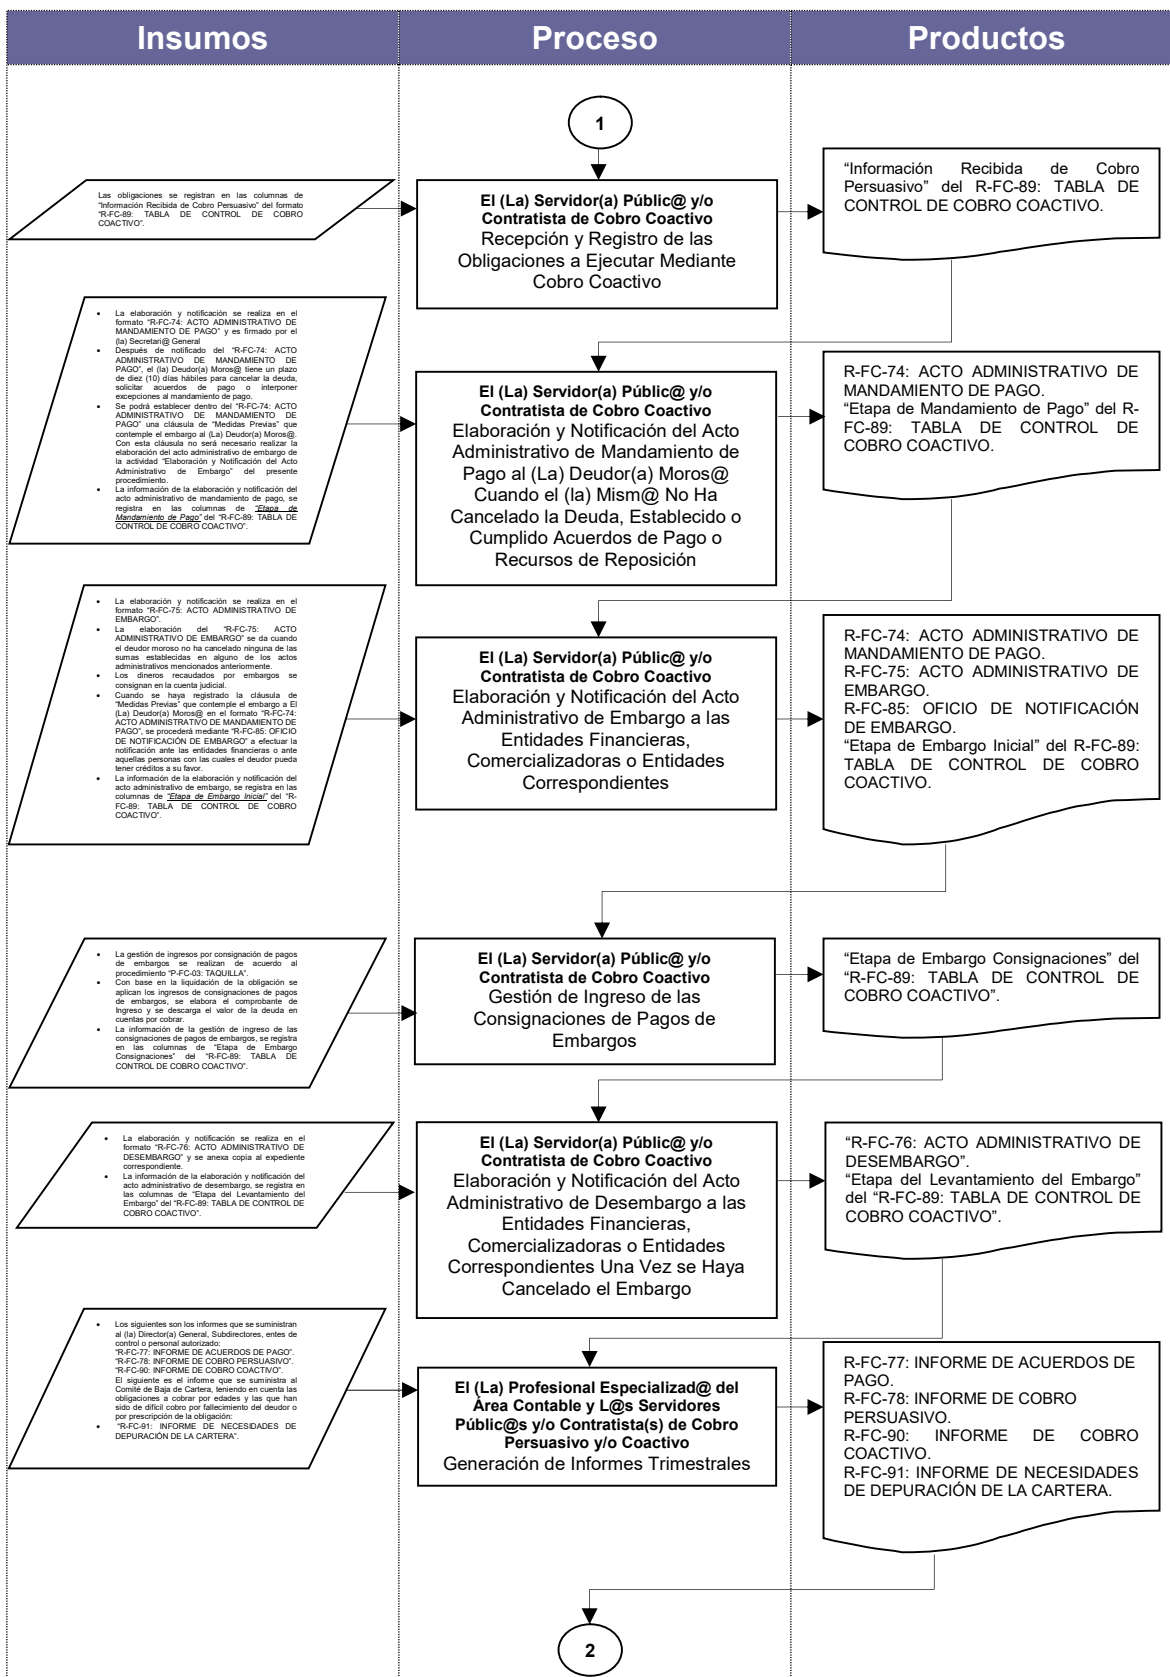 Insumos
Proceso
Productos
1
Las obligaciones se registran en las columnas de
“Información Recibida de Cobro Persuasivo” del formato
“R-FC-89: TABLA DE CONTROL DE COBRO
COACTIVO”.
El (La) Servidor(a) Públic@ y/o
Contratista de Cobro Coactivo
Recepción y Registro de las
Obligaciones a Ejecutar Mediante
Cobro Coactivo
“Información Recibida de Cobro
Persuasivo” del R-FC-89: TABLA DE
CONTROL DE COBRO COACTIVO.
• La elaboración y notificación se realiza en el
formato “R-FC-74: ACTO ADMINISTRATIVO DE
MANDAMIENTO DE PAGO” y es firmado por el
(la) Secretari@ General
• Después de notificado del “R-FC-74: ACTO
ADMINISTRATIVO DE MANDAMIENTO DE
PAGO”, el (la) Deudor(a) Moros@ tiene un plazo
de diez (10) días hábiles para cancelar la deuda,
solicitar acuerdos de pago o interponer
excepciones al mandamiento de pago.
• Se podrá establecer dentro del “R-FC-74: ACTO
ADMINISTRATIVO DE MANDAMIENTO DE
PAGO” una cláusula de “Medidas Previas” que
contemple el embargo al (La) Deudor(a) Moros@.
Con esta cláusula no será necesario realizar la
elaboración del acto administrativo de embargo de
la actividad “Elaboración y Notificación del Acto
Administrativo de Embargo” del presente
procedimiento.
• La información de la elaboración y notificación del
acto administrativo de mandamiento de pago, se
registra en las columnas de “Etapa de
Mandamiento de Pago” del “R-FC-89: TABLA DE
CONTROL DE COBRO COACTIVO”.
El (La) Servidor(a) Públic@ y/o
Contratista de Cobro Coactivo
Elaboración y Notificación del Acto
Administrativo de Mandamiento de
Pago al (La) Deudor(a) Moros@
Cuando el (la) Mism@ No Ha
Cancelado la Deuda, Establecido o
Cumplido Acuerdos de Pago o
Recursos de Reposición
R-FC-74: ACTO ADMINISTRATIVO DE
MANDAMIENTO DE PAGO.
“Etapa de Mandamiento de Pago” del R-
FC-89: TABLA DE CONTROL DE
COBRO COACTIVO.
• La elaboración y notificación se realiza en el
formato “R-FC-75: ACTO ADMINISTRATIVO DE
EMBARGO”.
• La elaboración del “R-FC-75: ACTO
ADMINISTRATIVO DE EMBARGO” se da cuando
el deudor moroso no ha cancelado ninguna de las
sumas establecidas en alguno de los actos
administrativos mencionados anteriormente.
• Los dineros recaudados por embargos se
consignan en la cuenta judicial.
• Cuando se haya registrado la cláusula de
“Medidas Previas” que contemple el embargo a El
(La) Deudor(a) Moros@ en el formato “R-FC-74:
ACTO ADMINISTRATIVO DE MANDAMIENTO DE
PAGO”, se procederá mediante “R-FC-85: OFICIO
DE NOTIFICACIÓN DE EMBARGO” a efectuar la
notificación ante las entidades financieras o ante
aquellas personas con las cuales el deudor pueda
tener créditos a su favor.
• La información de la elaboración y notificación del
acto administrativo de embargo, se registra en las
columnas de “Etapa de Embargo Inicial” del “R-
FC-89: TABLA DE CONTROL DE COBRO
COACTIVO”.
El (La) Servidor(a) Públic@ y/o
Contratista de Cobro Coactivo
Elaboración y Notificación del Acto
Administrativo de Embargo a las
Entidades Financieras,
Comercializadoras o Entidades
Correspondientes
R-FC-74: ACTO ADMINISTRATIVO DE
MANDAMIENTO DE PAGO.
R-FC-75: ACTO ADMINISTRATIVO DE
EMBARGO.
R-FC-85: OFICIO DE NOTIFICACIÓN
DE EMBARGO.
“Etapa de Embargo Inicial” del R-FC-89:
TABLA DE CONTROL DE COBRO
COACTIVO.
• La gestión de ingresos por consignación de pagos
de embargos se realizan de acuerdo al
procedimiento “P-FC-03: TAQUILLA”.
• Con base en la liquidación de la obligación se
aplican los ingresos de consignaciones de pagos
de embargos, se elabora el comprobante de
Ingreso y se descarga el valor de la deuda en
cuentas por cobrar.
• La información de la gestión de ingreso de las
consignaciones de pagos de embargos, se registra
en las columnas de “Etapa de Embargo
Consignaciones” del “R-FC-89: TABLA DE
CONTROL DE COBRO COACTIVO”.
El (La) Servidor(a) Públic@ y/o
Contratista de Cobro Coactivo
Gestión de Ingreso de las
Consignaciones de Pagos de
Embargos
“Etapa de Embargo Consignaciones” del
“R-FC-89: TABLA DE CONTROL DE
COBRO COACTIVO”.
• La elaboración y notificación se realiza en el
formato “R-FC-76: ACTO ADMINISTRATIVO DE
DESEMBARGO” y se anexa copia al expediente
correspondiente.
• La información de la elaboración y notificación del
acto administrativo de desembargo, se registra en
las columnas de “Etapa del Levantamiento del
Embargo” del “R-FC-89: TABLA DE CONTROL DE
COBRO COACTIVO”.
El (La) Servidor(a) Públic@ y/o
Contratista de Cobro Coactivo
Elaboración y Notificación del Acto
Administrativo de Desembargo a las
Entidades Financieras,
Comercializadoras o Entidades
Correspondientes Una Vez se Haya
Cancelado el Embargo
“R-FC-76: ACTO ADMINISTRATIVO DE
DESEMBARGO”.
“Etapa del Levantamiento del Embargo”
del “R-FC-89: TABLA DE CONTROL DE
COBRO COACTIVO”.
• Los siguientes son los informes que se suministran
al (la) Director(a) General, Subdirectores, entes de
control o personal autorizado:
“R-FC-77: INFORME DE ACUERDOS DE PAGO”.
“R-FC-78: INFORME DE COBRO PERSUASIVO”.
“R-FC-90: INFORME DE COBRO COACTIVO”.
El siguiente es el informe que se suministra al
Comité de Baja de Cartera, teniendo en cuenta las
obligaciones a cobrar por edades y las que han
sido de difícil cobro por fallecimiento del deudor o
por prescripción de la obligación:
• “R-FC-91: INFORME DE NECESIDADES DE
DEPURACIÓN DE LA CARTERA”.
El (La) Profesional Especializad@ del
Área Contable y L@s Servidores
Públic@s y/o Contratista(s) de Cobro
Persuasivo y/o Coactivo
Generación de Informes Trimestrales
R-FC-77: INFORME DE ACUERDOS DE
PAGO.
R-FC-78: INFORME DE COBRO
PERSUASIVO.
R-FC-90: INFORME DE COBRO
COACTIVO.
R-FC-91: INFORME DE NECESIDADES
DE DEPURACIÓN DE LA CARTERA.
2